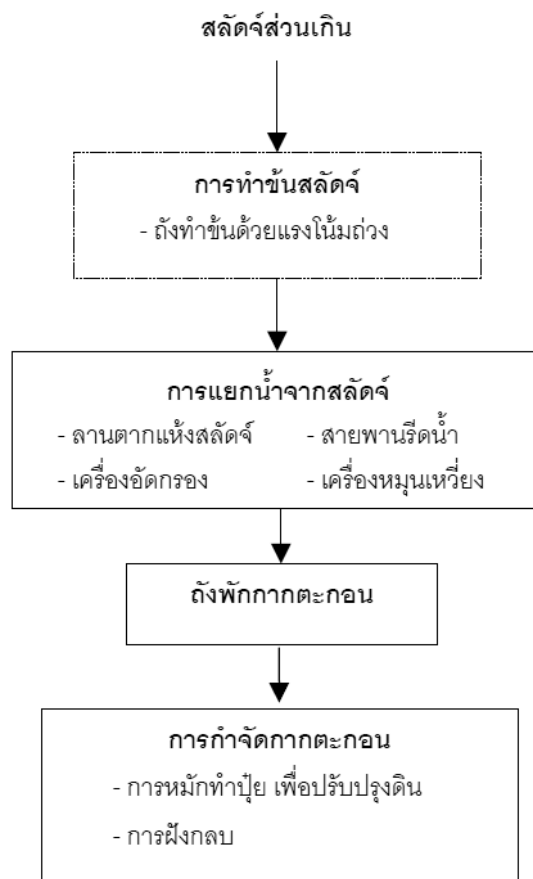 สลัดจ์ส่วนเกิน
การทำข้นสลัดจ์
- ถังทำข้นด้วยแรงโน้มถ่วง
การแยกน้ำจากสลัดจ์
- ลานตากแห้งสลัดจ์ - สายพานรีดน้ำ
- เครื่องอัดกรอง - เครื่องหมุนเหวี่ยง
ถังพักกากตะกอน
การกำจัดกากตะกอน
- การหมักทำปุ๋ย เพื่อปรับปรุงดิน
- การฝังกลบ